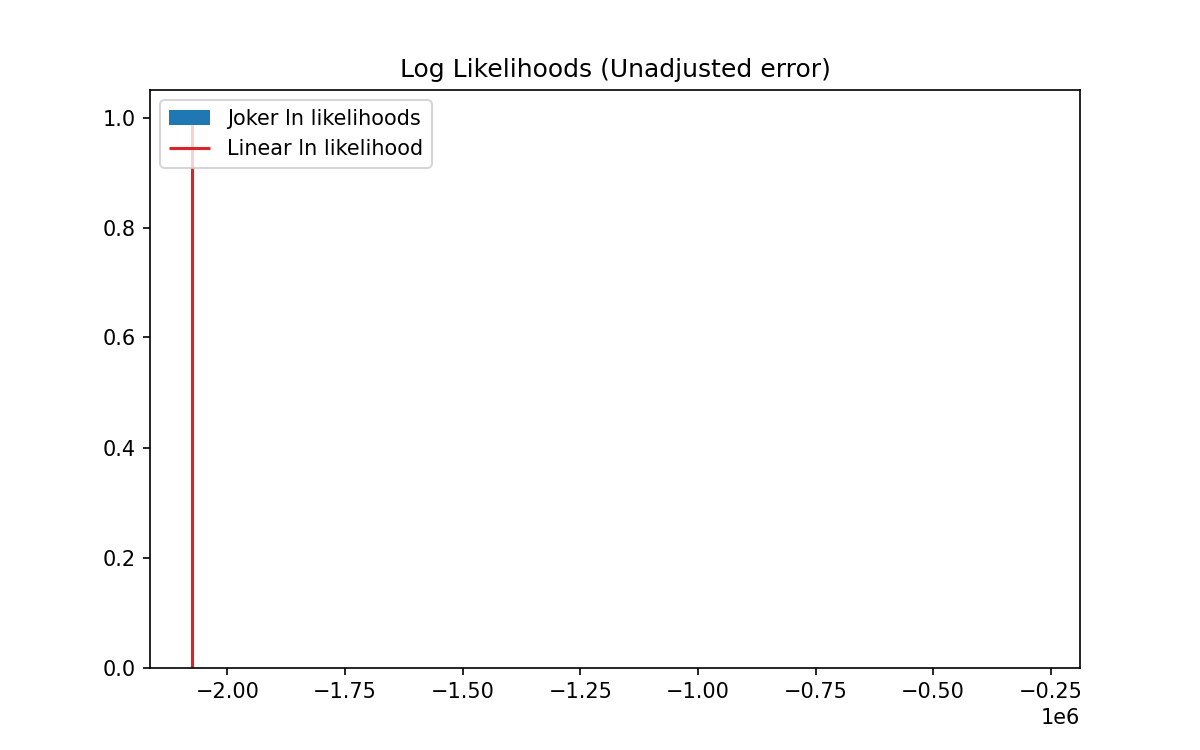 Log Likelihoods (Unadjusted error)
Joker ln likelihoods
Linear ln likelihood
1.0
0.8
0.6
0.4
0.2
0.0
−2.00 −1.75 −1.50 −1.25 −1.00 −0.75 −0.50 −0.25
1e6